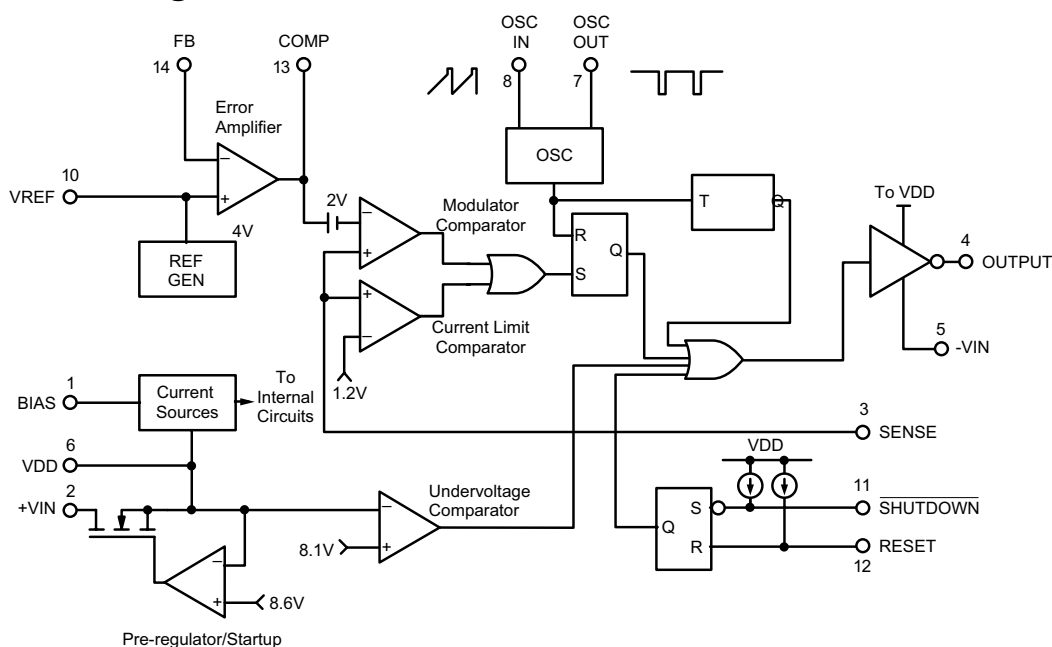 OSC IN
OSC OUT
FB
COMP
14
13
8
7
Error
Amplifier
−
+
OSC
10
VREF
4V
REF
GEN
2V
−
+
Modulator
Comparator
R
S
Q
T
Q
To VDD
4
OUTPUT
+
−
Current Limit
Comparator
1.2V
5
-VIN
1
BIAS
Current
Sources
To
Internal
Circuits
3
SENSE
6
VDD
2
+VIN
Undervoltage
Comparator
−
+
8.1V
VDD
Q
S
R
11
SHUTDOWN
RESET
12
−
+
8.6V
Pre-regulator/Startup